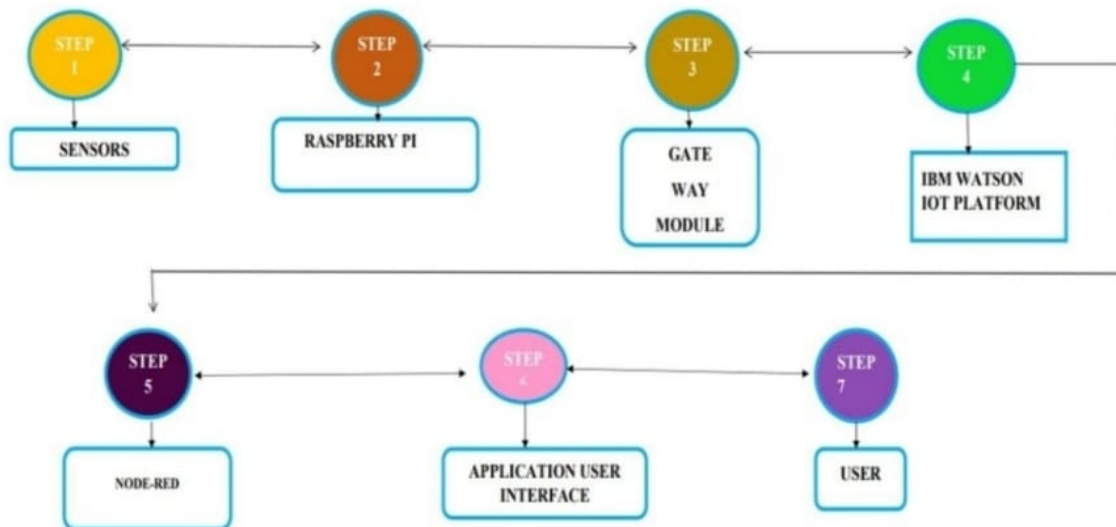 STEP
1
STEP
2
STEP
3
STEP
4
SENSORS
RASPBERRY PI
GATE
WAY
MODULE
IBM WATSON
IOT PLATFORM
STEP
5
STEP
STEP
7
NODE-RED
APPLICATION USER
INTERFACE
USER